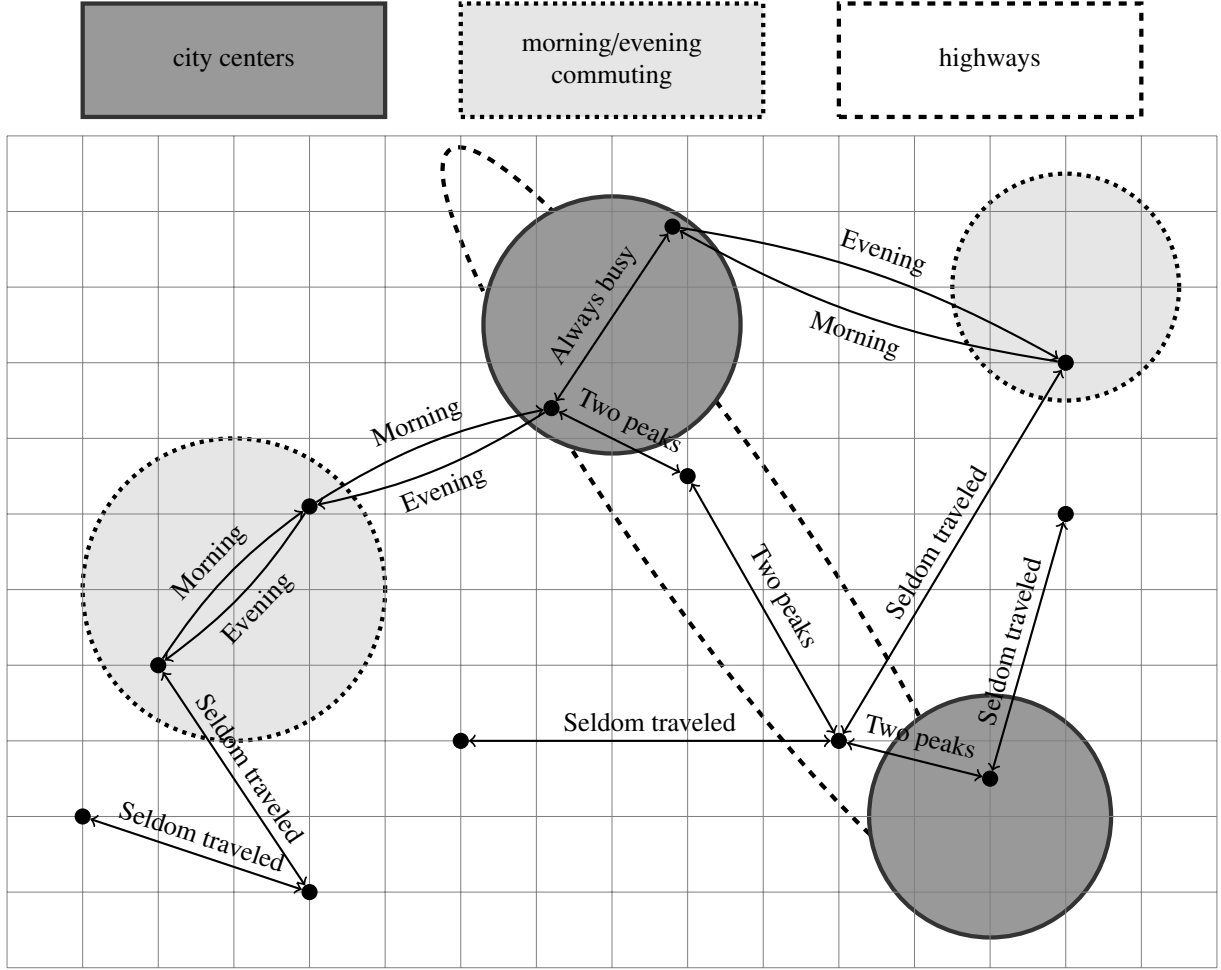 city centers
morning/evening
commuting
highways
Evening
Always busy
Morning
Two peaks
Morning
Evening
Seldom traveled
Morning
Two peaks
Evening
Seldom traveled
Seldom traveled
Seldom traveled
Two peaks
Seldom traveled